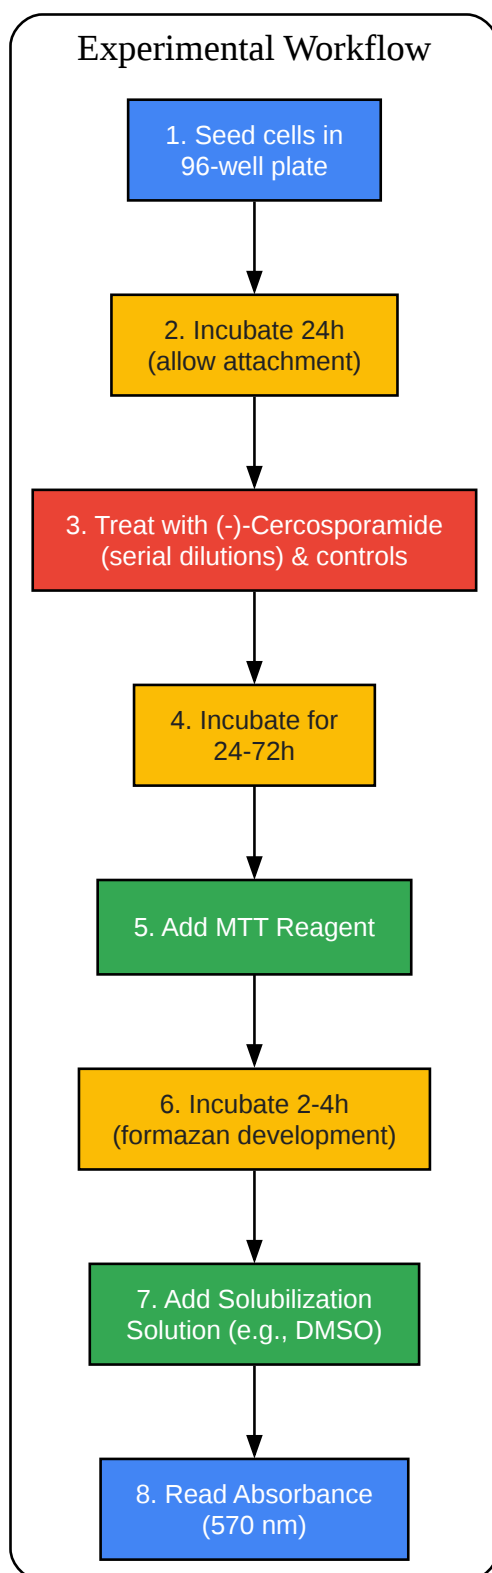 Experimental Workflow
1. Seed cells in
96-well plate
2. Incubate 24h
(allow attachment)
3. Treat with (-)-Cercosporamide
(serial dilutions) & controls
4. Incubate for
24-72h
5. Add MTT Reagent
6. Incubate 2-4h
(formazan development)
7. Add Solubilization
Solution (e.g., DMSO)
8. Read Absorbance
(570 nm)